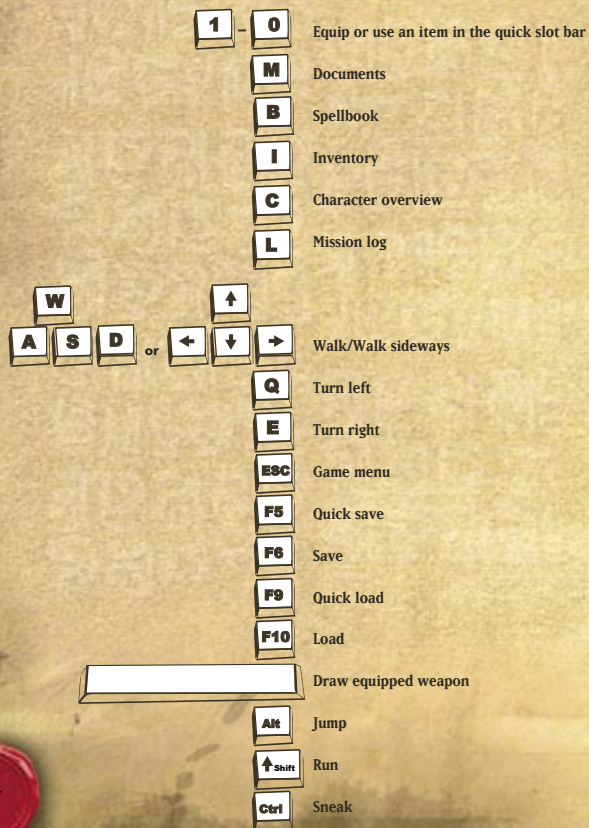 1 - 0 Equip or use an item in the quick slot bar
M Documents
B Spellbook
I Inventory
C Character overview
L Mission log
W ↑
A S D or ← ↓ → Walk/Walk sideways
Q Turn left
E Turn right
ESC Game menu
F5 Quick save
F6 Save
F9 Quick load
F10 Load
Draw equipped weapon
Alt Jump
↑ Shift Run
Ctrl Sneak